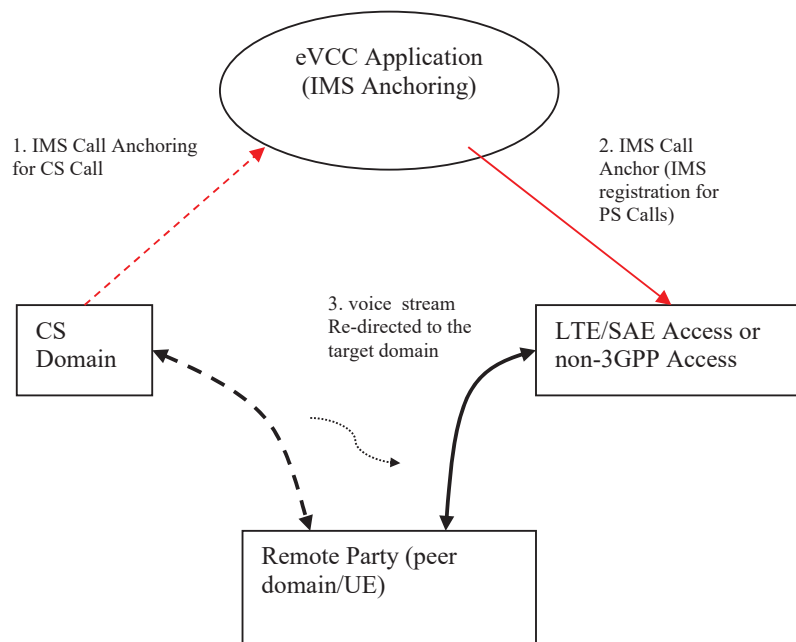 eVCC Application
(IMS Anchoring)
1. IMS Call Anchoring
for CS Call
2. IMS Call
Anchor (IMS
registration for
PS Calls)
CS
Domain
3. voice stream
Re-directed to the
target domain
LTE/SAE Access or
non-3GPP Access
Remote Party (peer
domain/UE)